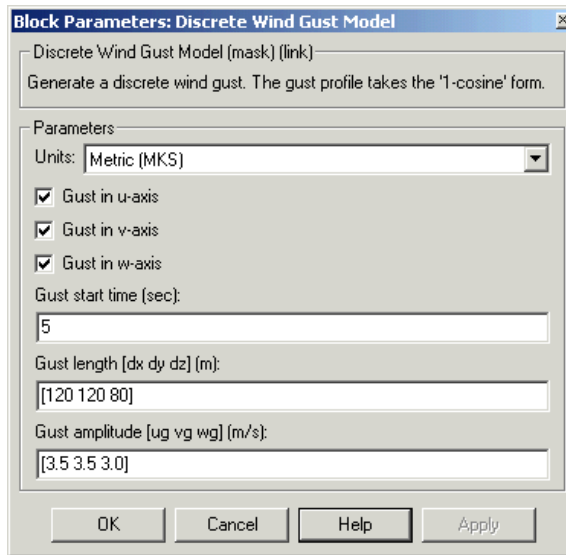 Block Parameters: Discrete Wind Gust Model
Discrete Wind Gust Model (mask) (link)
Generate a discrete wind gust. The gust profile takes the '1-cosine' form.
Parameters
Units: Metric (MKS)
Gust in u-axis
Gust in v-axis
Gust in w-axis
Gust start time (sec):
5
Gust length [dx dy dz] (m):
[120 120 80]
Gust amplitude [ug vg wg] (m/s):
[3.5 3.5 3.0]
OK Cancel Help Apply